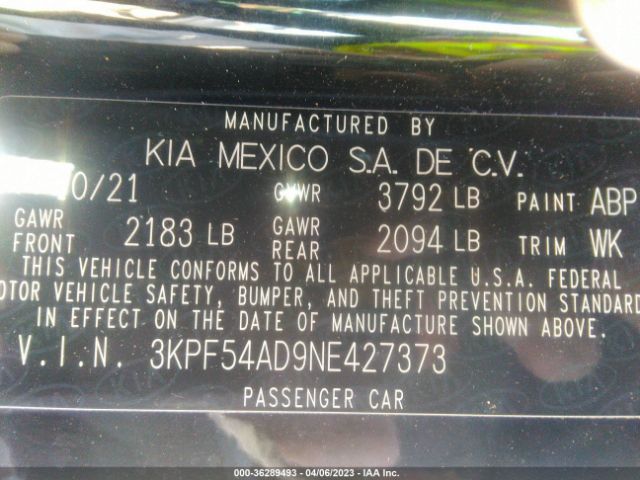 MANUFACTURED BY
KIA MEXICO S.A. DE C.V.
0/21 GVWR 3792 LB PAINT ABP
GAWR FRONT 2183 LB GAWR REAR 2094 LB TRIM WK
THIS VEHICLE CONFORMS TO ALL APPLICABLE U.S.A. FEDERAL
OTOR VEHICLE SAFETY, BUMPER, AND THEFT PREVENTION STANDARD
IN EFFECT ON THE DATE OF MANUFACTURE SHOWN ABOVE.
V.I.N. 3KPF54AD9NE427373
PASSENGER CAR
000-36289493 - 04/06/2023 - IAA Inc.